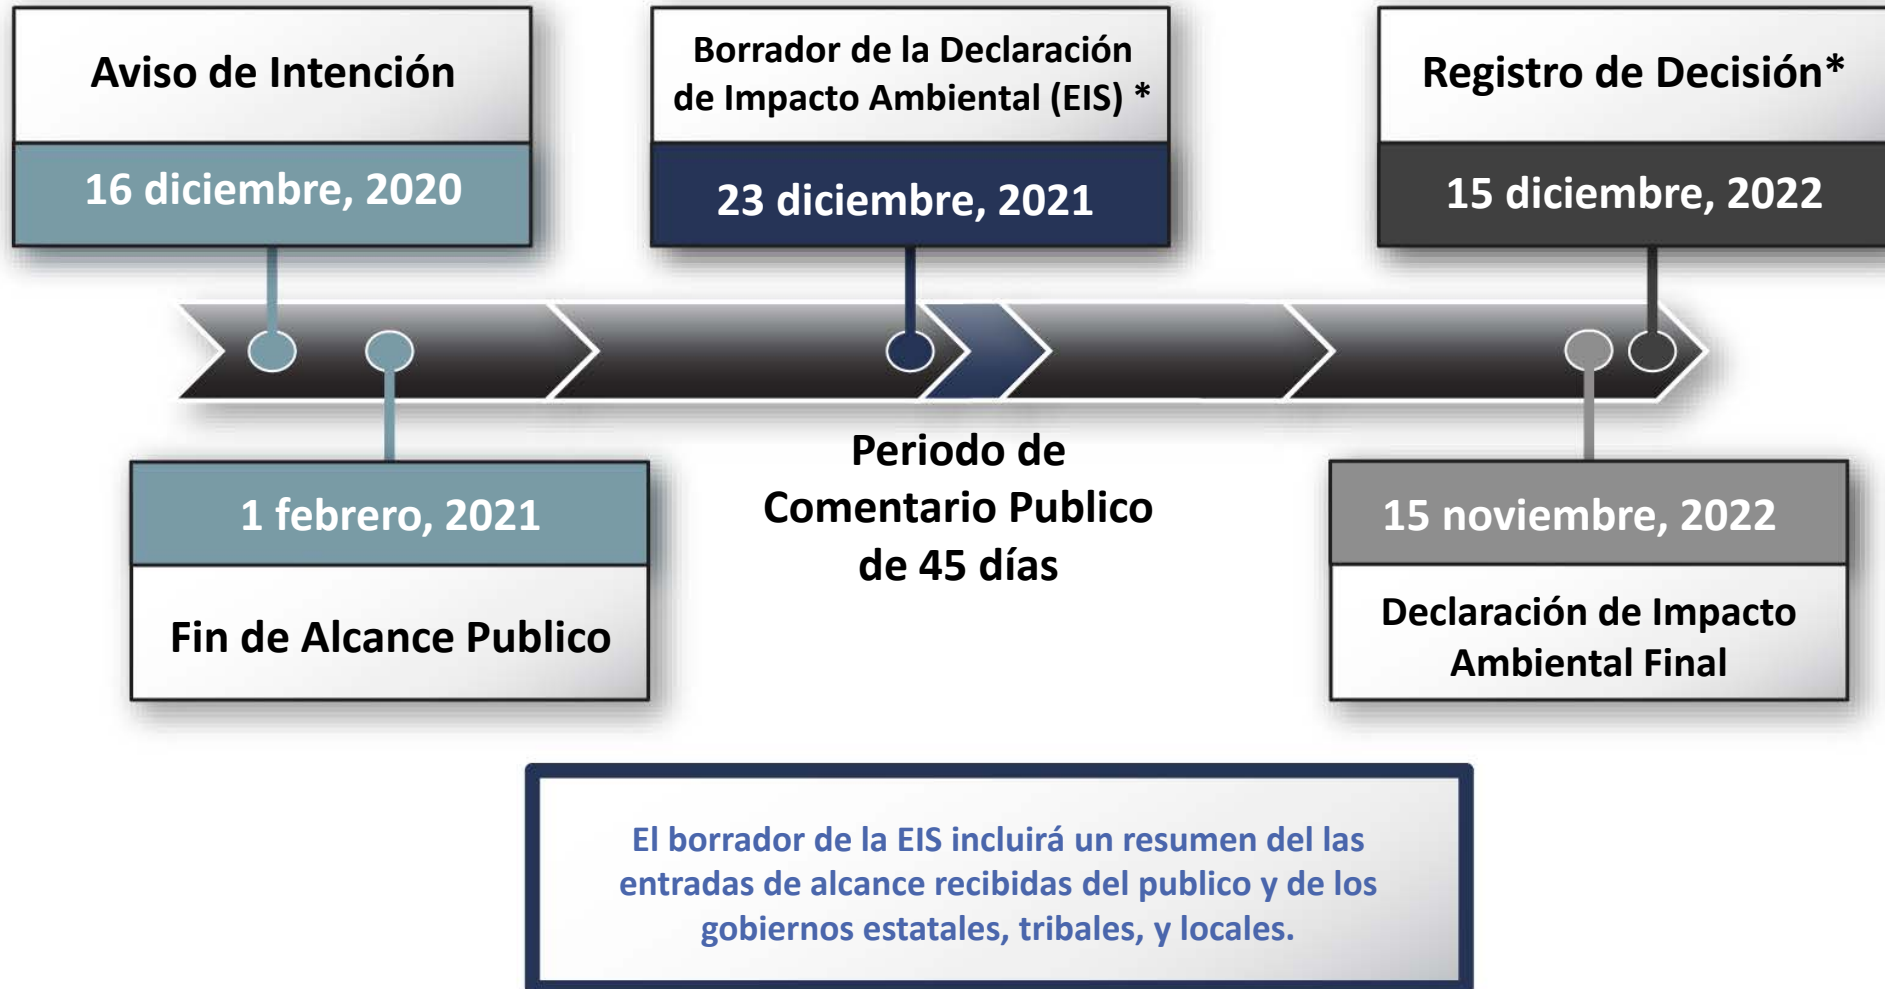 Aviso de Intención
16 diciembre, 2020
Borrador de la Declaración
de Impacto Ambiental (EIS) *
23 diciembre, 2021
Registro de Decisión*
15 diciembre, 2022
1 febrero, 2021
Fin de Alcance Publico
Periodo de
Comentario Publico
de 45 días
15 noviembre, 2022
Declaración de Impacto
Ambiental Final
El borrador de la EIS incluirá un resumen del las
entradas de alcance recibidas del publico y de los
gobiernos estatales, tribales, y locales.